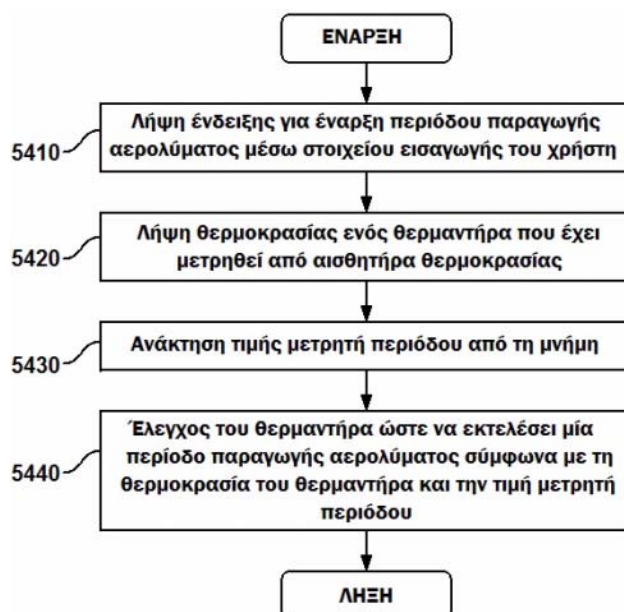 ΕΝΑΡΞΗ
5410
Λήψη ένδειξης για έναρξη περιόδου παραγωγής
αερολύματος μέσω στοιχείου εισαγωγής του χρήστη
5420
Λήψη θερμοκρασίας ενός θερμαντήρα που έχει
μετρηθεί από αισθητήρα θερμοκρασίας
5430
Ανάκτηση τιμής μετρητή περιόδου από τη μνήμη
5440
Έλεγχος του θερμαντήρα ώστε να εκτελέσει μία
περίοδο παραγωγής αερολύματος σύμφωνα με τη
θερμοκρασία του θερμαντήρα και την τιμή μετρητή
περιόδου
ΛΗΞΗ